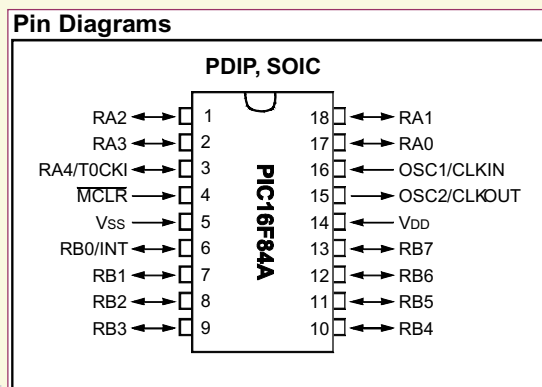 Pin Diagrams
PDIP, SOIC
RA2 1 18 RA1
RA3 2 17 RA0
RA4/T0CKI 3 16 OSC1/CLKIN
MCLR 4 15 OSC2/CLKOUT
VSS 5 14 VDD
RB0/INT 6 13 RB7
RB1 7 12 RB6
RB2 8 11 RB5
RB3 9 10 RB4
PIC16F84A